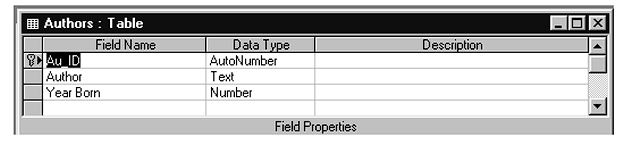 Authors : Table
Field Name Data Type Description
Au_ID AutoNumber
Author Text
Year Born Number
Field Properties